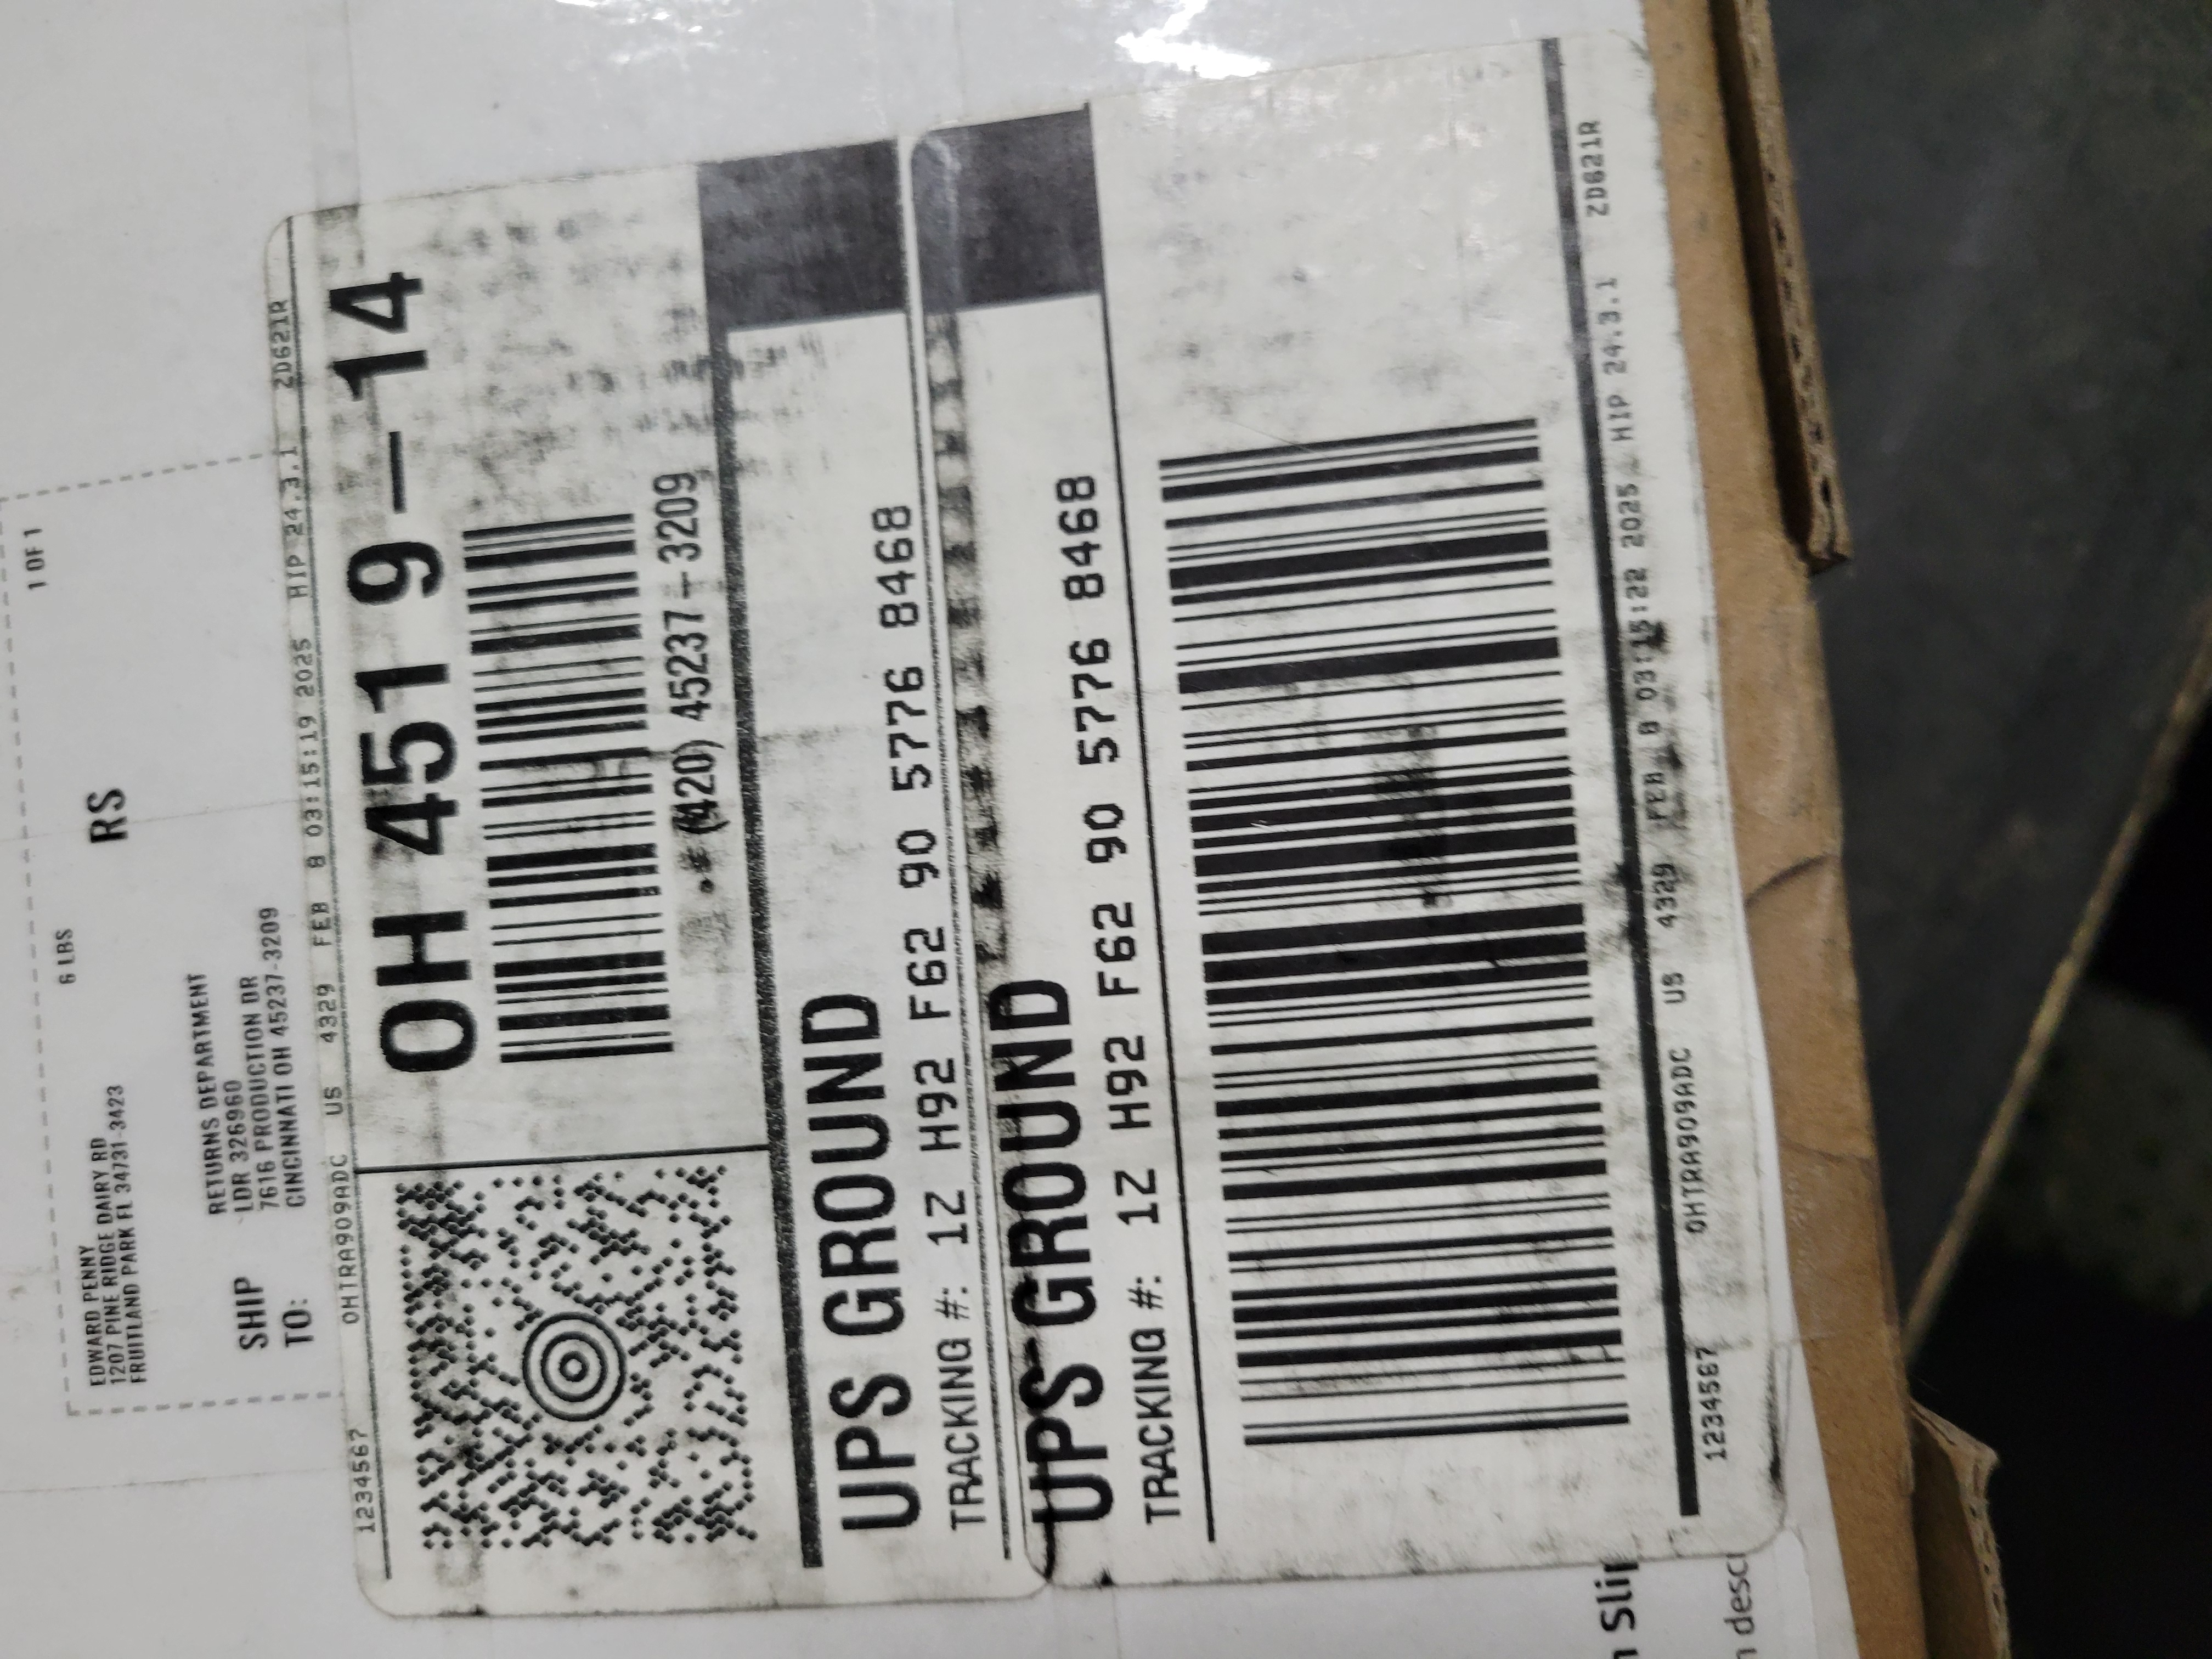 1 OF 1
6 LBS
RS
EDWARD PENNY
1207 PINE RIDGE DAIRY RD
FRUITLAND PARK FL 34731-3423
SHIP TO:
RETURNS DEPARTMENT
LDR 326960
7616 PRODUCTION DR
CINCINNATI OH 45237-3209
1234567 OHTRA909ADC US 4329 FEB 8 03:15:19 2025 HIP 24.3.1 ZD621R
OH 451 9-14
(420) 45237-3209
UPS GROUND
TRACKING #: 1Z H92 F62 90 5776 8468
UPS GROUND
TRACKING #: 1Z H92 F62 90 5776 8468
1234567 OHTRA909ADC US 4329 FEB 8 03:15:22 2025 HIP 24.3.1 ZD621R